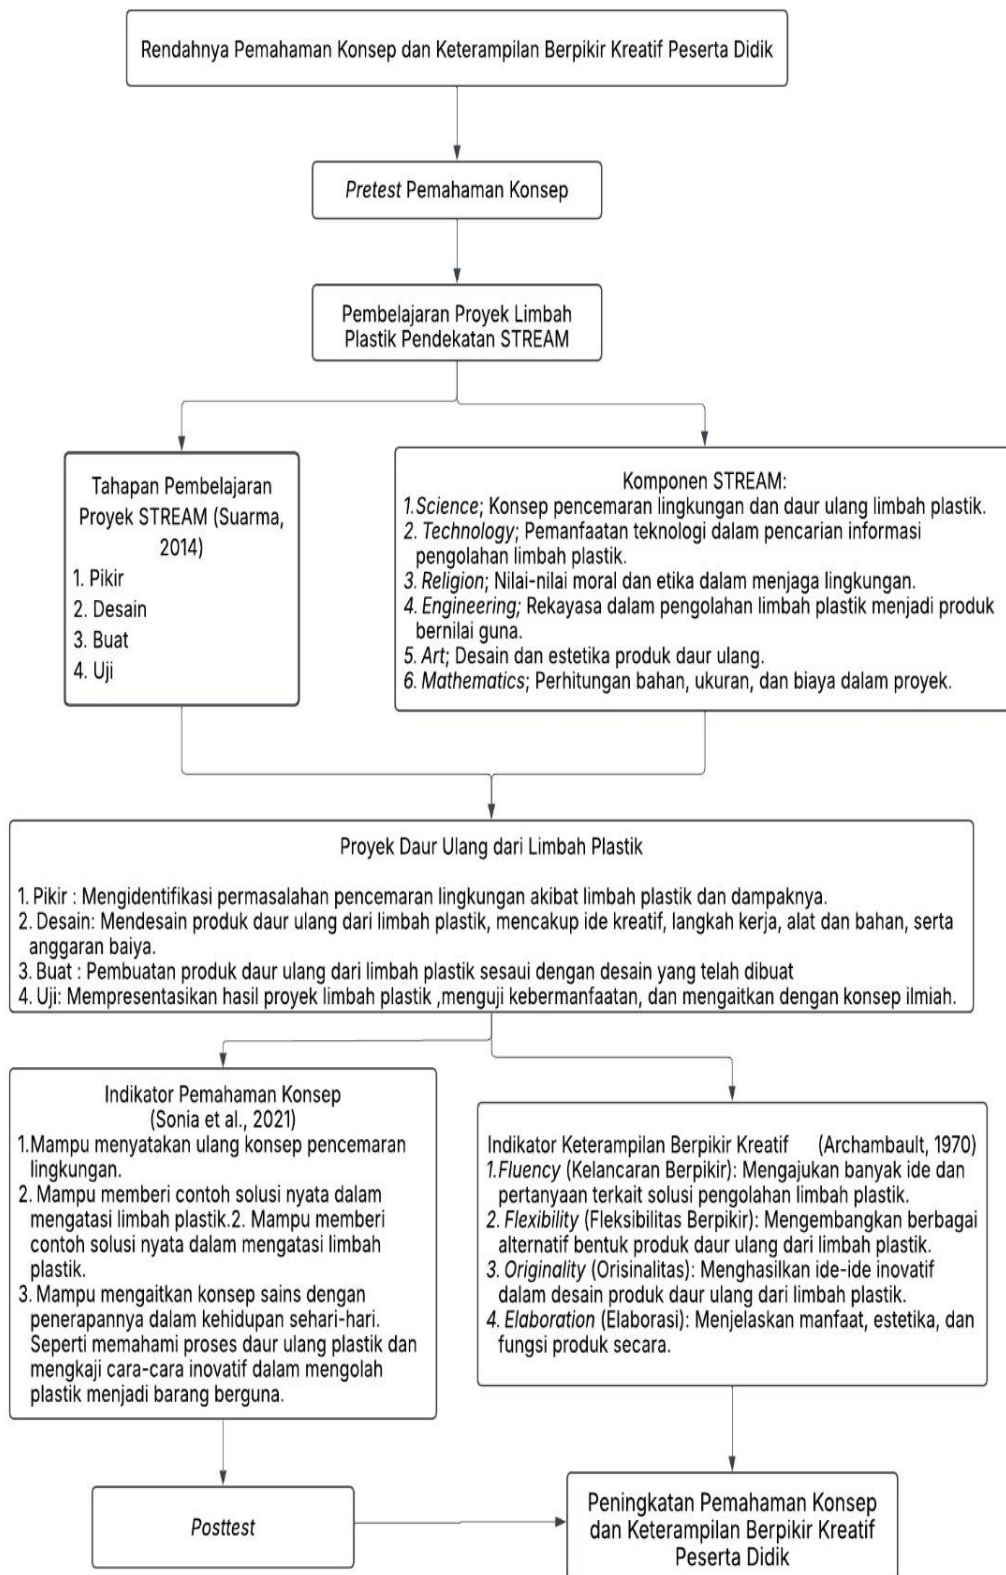 Rendahnya Pemahaman Konsep dan Keterampilan Berpikir Kreatif Peserta Didik
Pretest Pemahaman Konsep
Pembelajaran Proyek Limbah
Plastik Pendekatan STREAM
Tahapan Pembelajaran
Proyek STREAM (Suarma,
2014)
1. Pikir
2. Desain
3. Buat
4. Uji
Komponen STREAM:
1.Science; Konsep pencemaran lingkungan dan daur ulang limbah plastik.
2. Technology; Pemanfaatan teknologi dalam pencarian informasi
pengolahan limbah plastik.
3. Religion; Nilai-nilai moral dan etika dalam menjaga lingkungan.
4. Engineering; Rekayasa dalam pengolahan limbah plastik menjadi produk
bernilai guna.
5. Art; Desain dan estetika produk daur ulang.
6. Mathematics; Perhitungan bahan, ukuran, dan biaya dalam proyek.
Proyek Daur Ulang dari Limbah Plastik
1. Pikir : Mengidentifikasi permasalahan pencemaran lingkungan akibat limbah plastik dan dampaknya.
2. Desain: Mendesain produk daur ulang dari limbah plastik, mencakup ide kreatif, langkah kerja, alat dan bahan, serta
anggaran baiya.
3. Buat : Pembuatan produk daur ulang dari limbah plastik sesaui dengan desain yang telah dibuat
4. Uji: Mempresentasikan hasil proyek limbah plastik ,menguji kebermanfaatan, dan mengaitkan dengan konsep ilmiah.
Indikator Pemahaman Konsep
(Sonia et al., 2021)
1.Mampu menyatakan ulang konsep pencemaran
lingkungan.
2. Mampu memberi contoh solusi nyata dalam
mengatasi limbah plastik.2. Mampu memberi
contoh solusi nyata dalam mengatasi limbah
plastik.
3. Mampu mengaitkan konsep sains dengan
penerapannya dalam kehidupan sehari-hari.
Seperti memahami proses daur ulang plastik dan
mengkaji cara-cara inovatif dalam mengolah
plastik menjadi barang berguna.
Indikator Keterampilan Berpikir Kreatif (Archambault, 1970)
1.Fluency (Kelancaran Berpikir): Mengajukan banyak ide dan
pertanyaan terkait solusi pengolahan limbah plastik.
2. Flexibility (Fleksibilitas Berpikir): Mengembangkan berbagai
alternatif bentuk produk daur ulang dari limbah plastik.
3. Originality (Orisinalitas): Menghasilkan ide-ide inovatif
dalam desain produk daur ulang dari limbah plastik.
4. Elaboration (Elaborasi): Menjelaskan manfaat, estetika, dan
fungsi produk secara.
Posttest
Peningkatan Pemahaman Konsep
dan Keterampilan Berpikir Kreatif
Peserta Didik